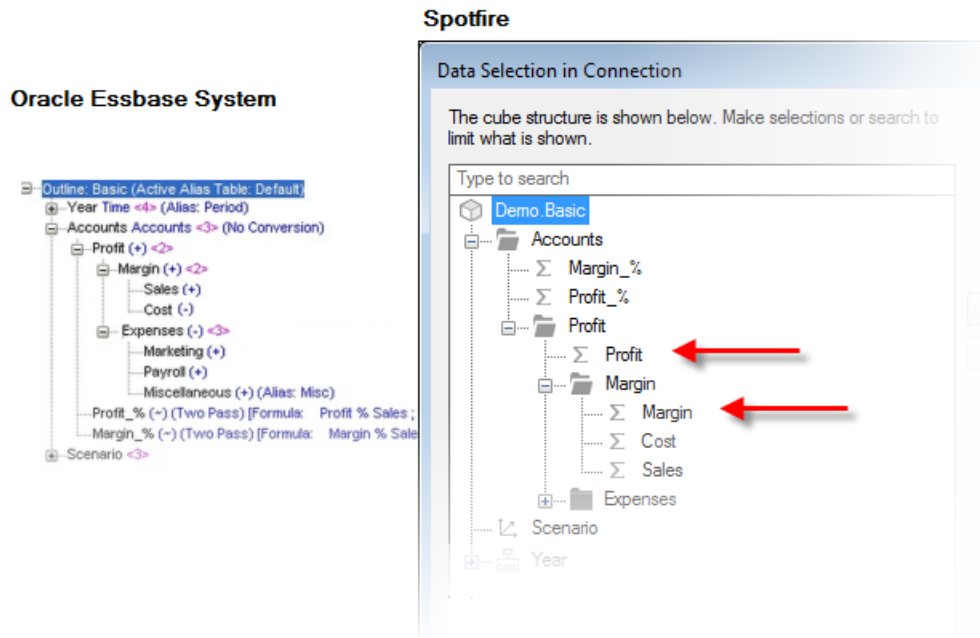 Spotfire
Oracle Essbase System
Outline: Basic (Active Alias Table: Default)
Year Time <4> (Alias: Period)
Accounts Accounts <3> (No Conversion)
Profit (+) <2>
Margin (+) <2>
Sales (+)
Cost (-)
Expenses (-) <3>
Marketing (+)
Payroll (+)
Miscellaneous (+) (Alias: Misc)
Profit_% (~) (Two Pass) [Formula: Profit % Sales ;
Margin_% (~) (Two Pass) [Formula: Margin % Sale
Scenario <3>
Data Selection in Connection
The cube structure is shown below. Make selections or search to
limit what is shown.
Type to search
Demo.Basic
Accounts
Margin_%
Profit_%
Profit
Profit
Margin
Margin
Cost
Sales
Expenses
Scenario
Year